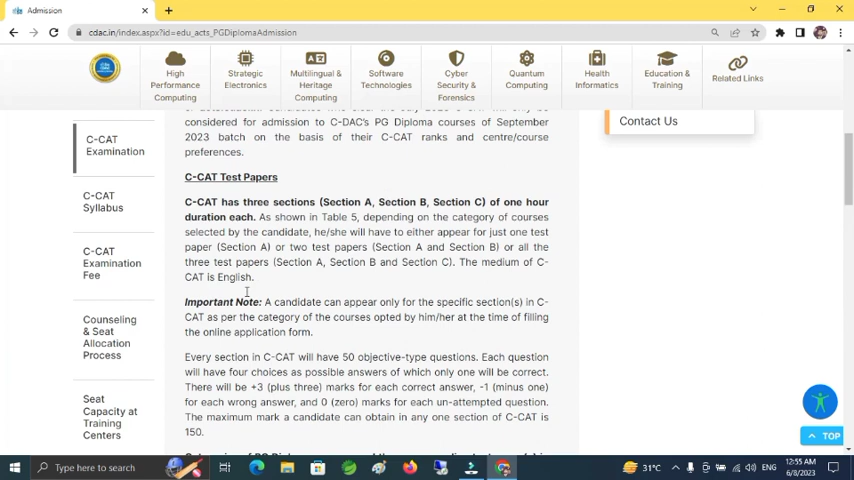 Admission
cdac.in/index.aspx?id=edu_acts_PGDiplomaAdmission
High
Performance
Computing
Strategic
Electronics
Multilingual &
Heritage
Computing
Software
Technologies
Cyber
Security &
Forensics
Quantum
Computing
Health
Informatics
Education &
Training
Related Links
C-CAT
Examination
C-CAT
Syllabus
C-CAT
Examination
Fee
Counseling
& Seat
Allocation
Process
Seat
Capacity at
Training
Centers
considered for admission to C-DAC's PG Diploma courses of September
2023 batch on the basis of their C-CAT ranks and centre/course
preferences.
C-CAT Test Papers
C-CAT has three sections (Section A, Section B, Section C) of one hour
duration each. As shown in Table 5, depending on the category of courses
selected by the candidate, he/she will have to either appear for just one test
paper (Section A) or two test papers (Section A and Section B) or all the
three test papers (Section A, Section B and Section C). The medium of C-
CAT is English.
Important Note: A candidate can appear only for the specific section(s) in C-
CAT as per the category of the courses opted by him/her at the time of filling
the online application form.
Every section in C-CAT will have 50 objective-type questions. Each question
will have four choices as possible answers of which only one will be correct.
There will be +3 (plus three) marks for each correct answer, -1 (minus one)
for each wrong answer, and 0 (zero) marks for each un-attempted question.
The maximum mark a candidate can obtain in any one section of C-CAT is
150.
Contact Us
TOP
Type here to search
31°C
ENG
12:55 AM
6/8/2023